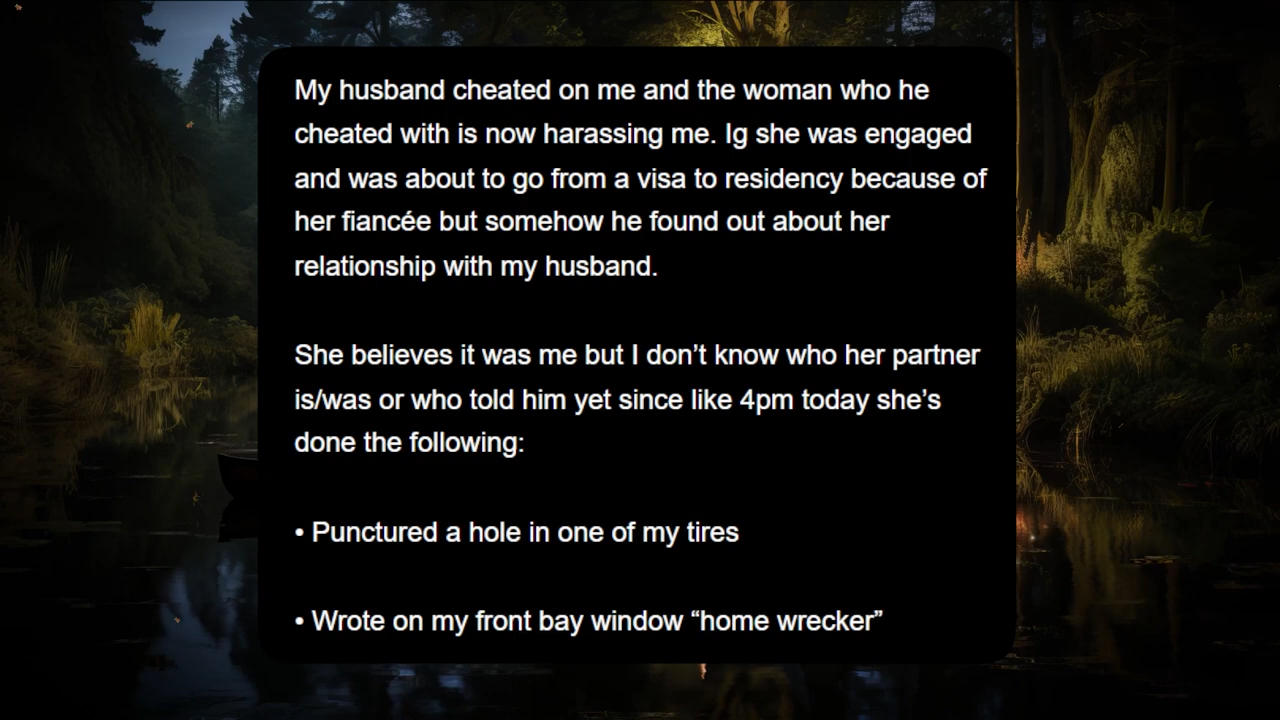 My husband cheated on me and the woman who he
cheated with is now harassing me. Ig she was engaged
and was about to go from a visa to residency because of
her fiancée but somehow he found out about her
relationship with my husband.
She believes it was me but I don’t know who her partner
is/was or who told him yet since like 4pm today she’s
done the following:
• Punctured a hole in one of my tires
• Wrote on my front bay window “home wrecker”